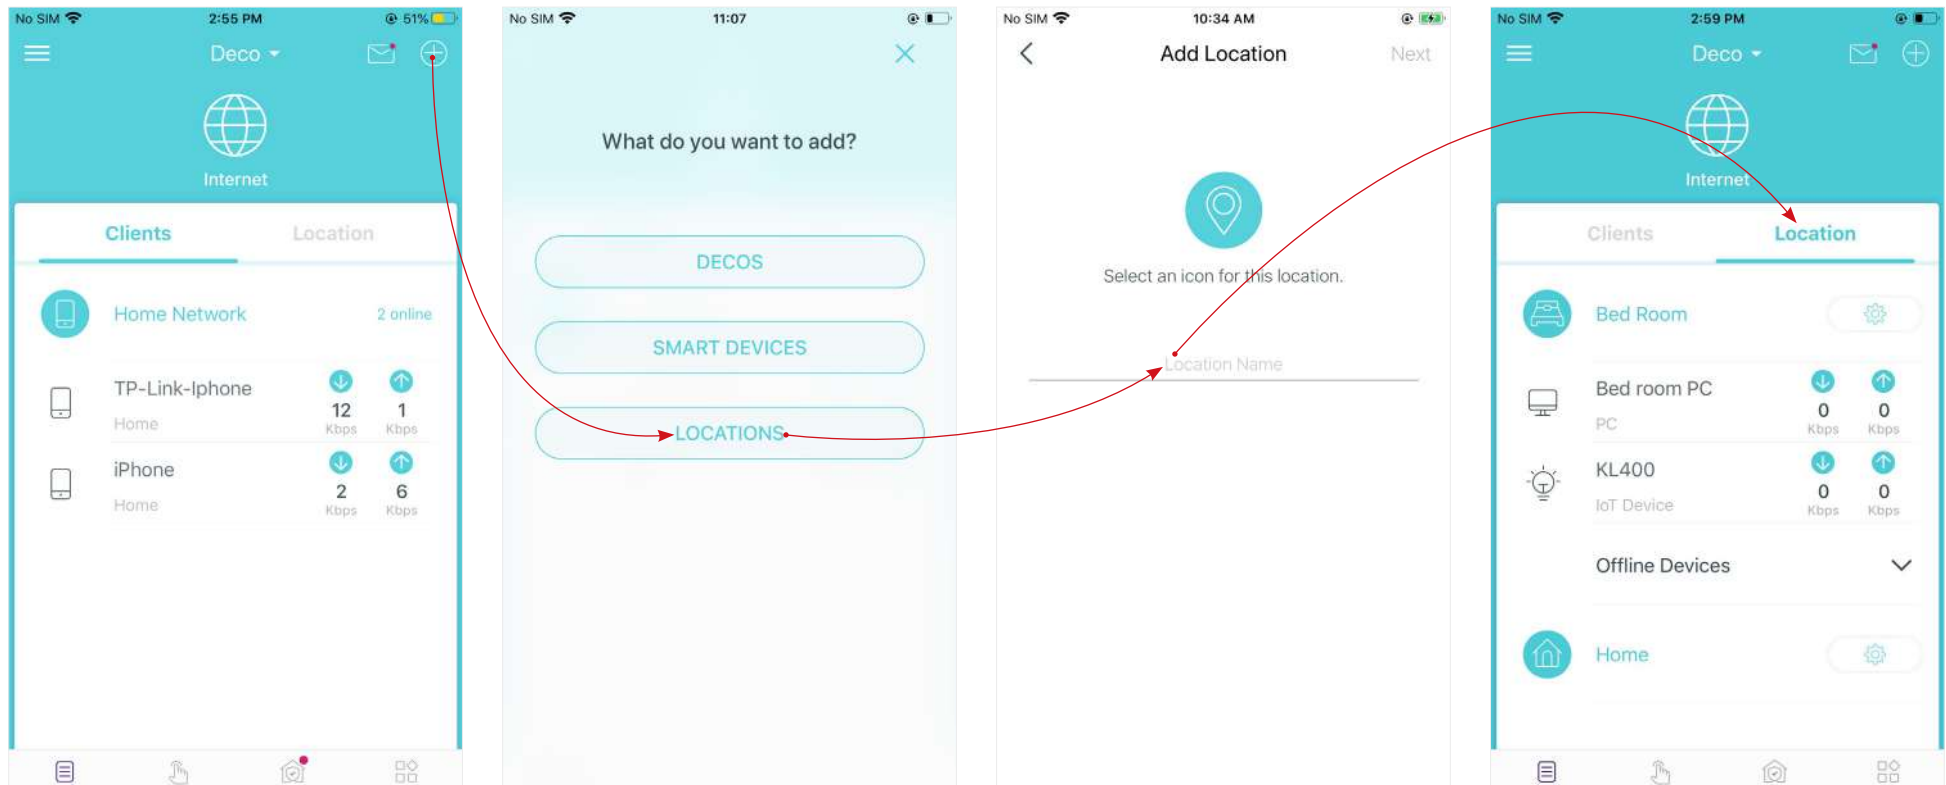 No SIM 2:55 PM 51%
Deco
Internet
Clients Location
Home Network 2 online
TP-Link-Iphone
Home
12 Kbps 1 Kbps
iPhone
Home
2 Kbps 6 Kbps
No SIM 11:07
What do you want to add?
DECOS
SMART DEVICES
LOCATIONS
No SIM 10:34 AM
Add Location Next
Select an icon for this location.
Location Name
No SIM 2:59 PM
Deco
Internet
Clients Location
Bed Room
Bed room PC
PC
0 Kbps 0 Kbps
KL400
IoT Device
0 Kbps 0 Kbps
Offline Devices
Home